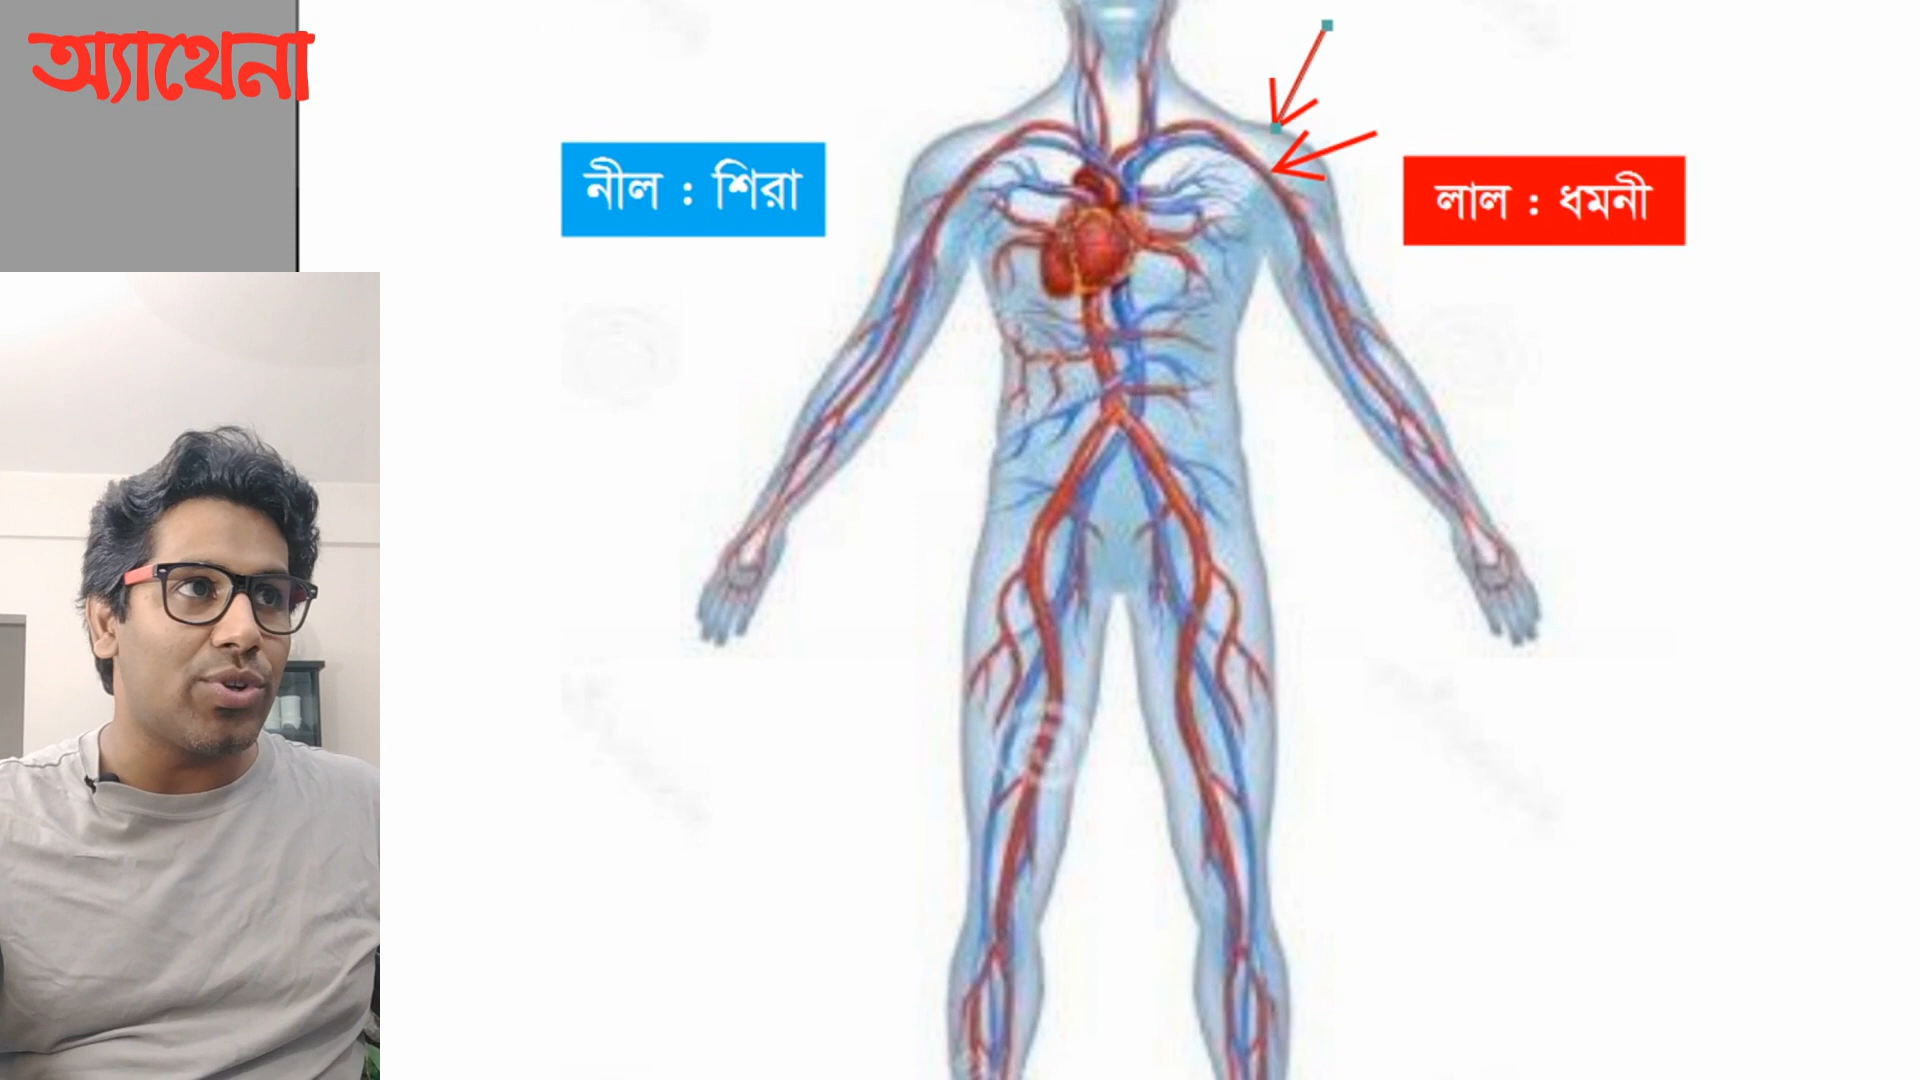 অ্যাথেনা
নীল : শিরা
লাল : ধমনী